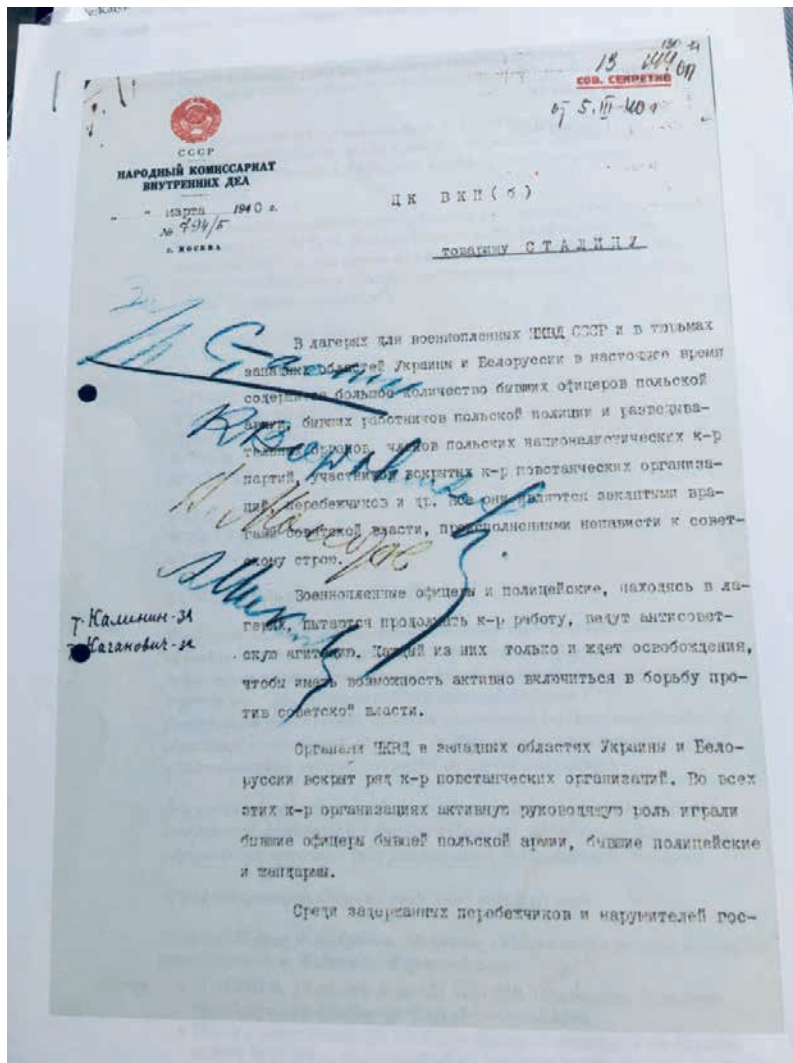 13 144 оп
СОВ. СЕКРЕТНО
от 5.III-40 г
СССР
НАРОДНЫЙ КОМИССАРИАТ
ВНУТРЕННИХ ДЕЛ
" " марта 1940 г.
№ 794/Б
г. МОСКВА
ЦК ВКП(б)
товарищу СТАЛИНУ
В лагерях для военнопленных НКВД СССР и в тюрьмах
западных областей Украины и Белоруссии в настоящее время
содержится большое количество бывших офицеров польской
армии, бывших работников польской полиции и разведыва-
тельных органов, членов польских националистических к-р
партий, участников вскрытых к-р повстанческих организа-
ций, перебежчиков и др. Все они являются заклятыми вра-
гами советской власти, преисполненными ненависти к совет-
скому строю.
Военнопленные офицеры и полицейские, находясь в ла-
герях, пытаются продолжать к-р работу, ведут антисовет-
скую агитацию. Каждый из них только и ждет освобождения,
чтобы иметь возможность активно включиться в борьбу про-
тив советской власти.
Органами НКВД в западных областях Украины и Бело-
руссии вскрыт ряд к-р повстанческих организаций. Во всех
этих к-р организациях активную руководящую роль играли
бывшие офицеры бывшей польской армии, бывшие полицейские
и жандармы.
Среди задержанных перебежчиков и нарушителей гос-
За
И Сталин
К Ворошилов
В. Молотов
А Микоян
т. Калинин - за
т. Каганович - за